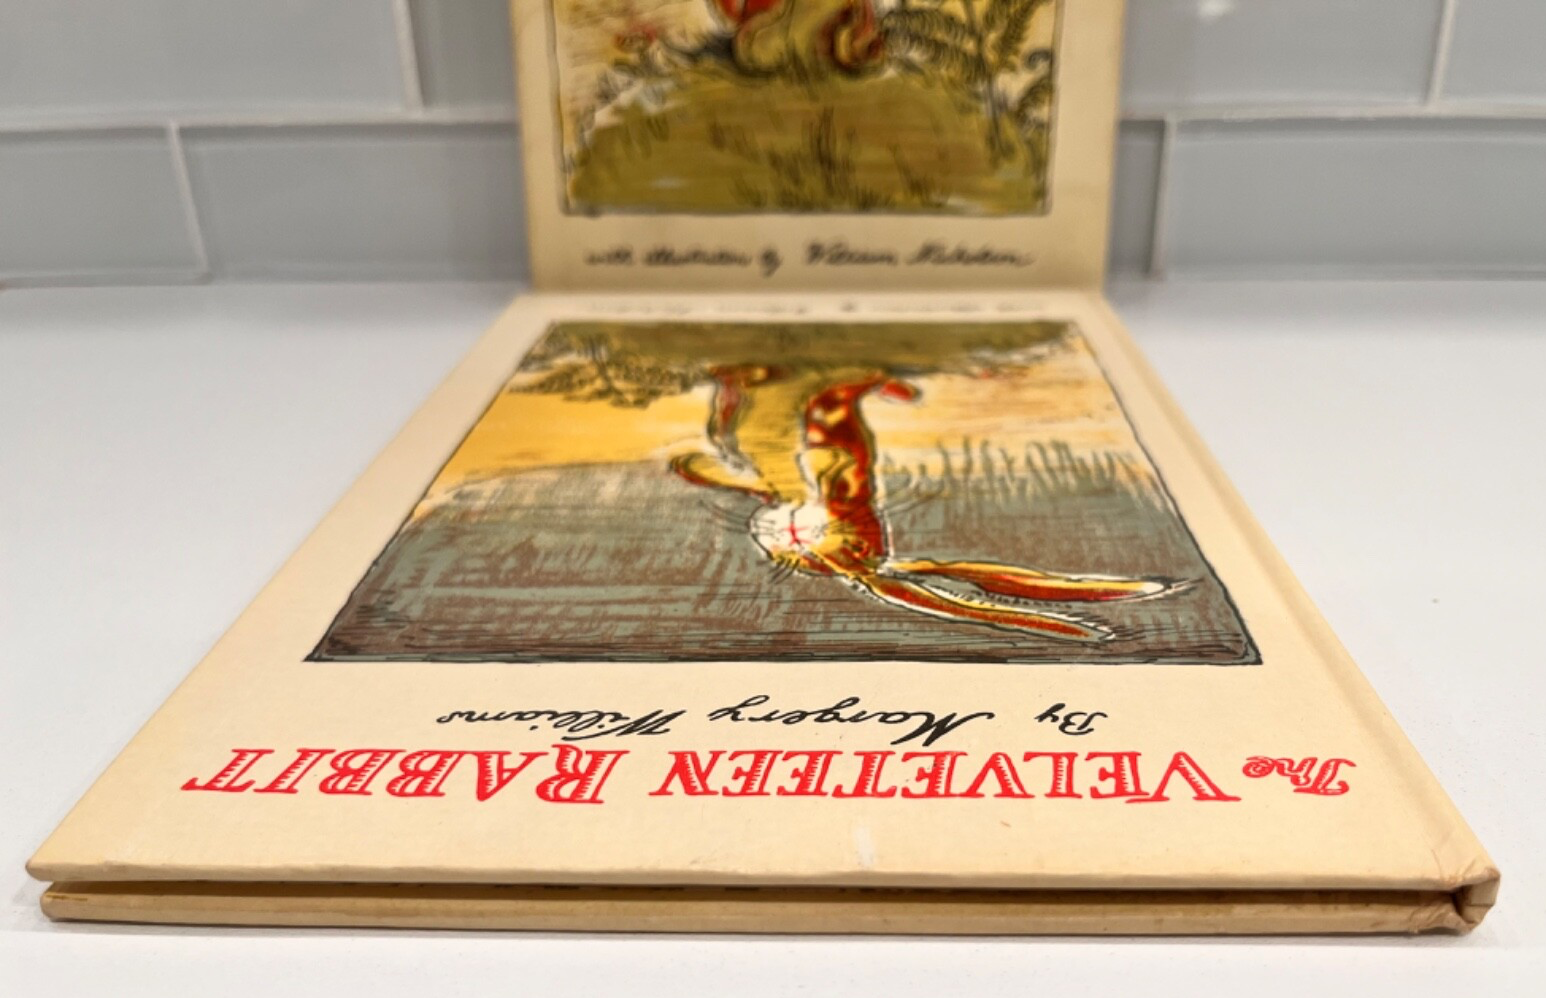 with illustrations by William Nicholson
By Margery Williams
The VELVETEEN RABBIT